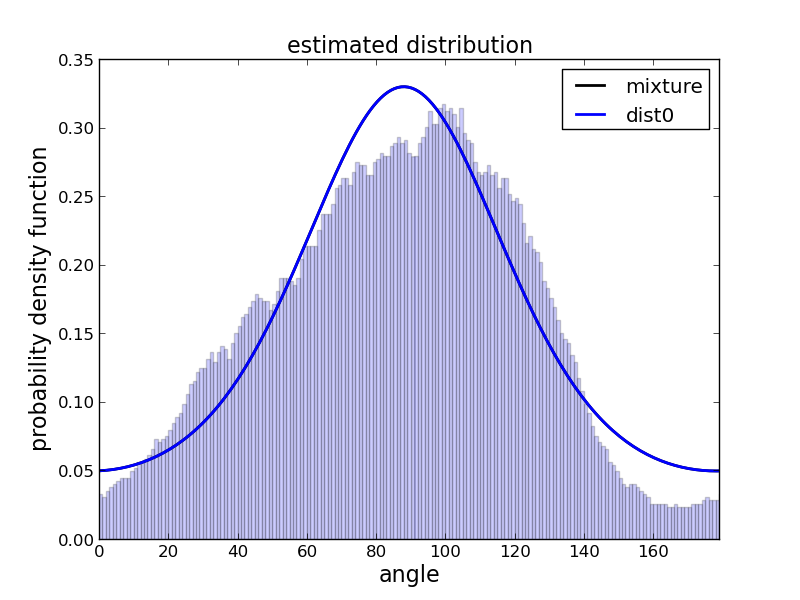 estimated distribution
mixture
dist0
probability density function
0.35
0.30
0.25
0.20
0.15
0.10
0.05
0.00
0 20 40 60 80 100 120 140 160
angle